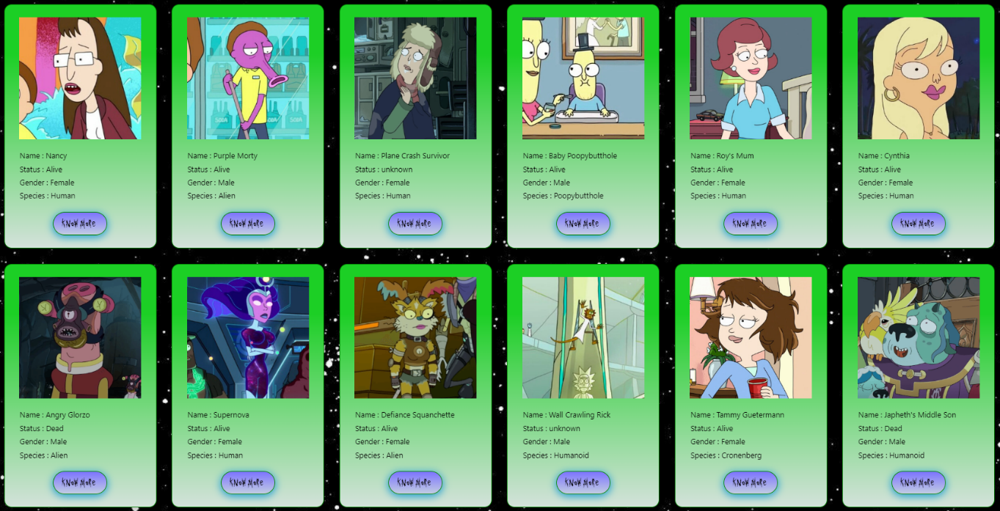 SODA
SODA
Name : Nancy
Status : Alive
Gender : Female
Species : Human
KNOW MORE
Name : Purple Morty
Status : Alive
Gender : Male
Species : Alien
KNOW MORE
Name : Plane Crash Survivor
Status : unknown
Gender : Female
Species : Human
KNOW MORE
Name : Baby Poopybutthole
Status : Alive
Gender : Male
Species : Poopybutthole
KNOW MORE
Name : Roy's Mum
Status : Alive
Gender : Female
Species : Human
KNOW MORE
Name : Cynthia
Status : Alive
Gender : Female
Species : Human
KNOW MORE
Name : Angry Glorzo
Status : Dead
Gender : Male
Species : Alien
KNOW MORE
Name : Supernova
Status : Alive
Gender : Female
Species : Human
KNOW MORE
Name : Defiance Squanchette
Status : Alive
Gender : Female
Species : Alien
KNOW MORE
Name : Wall Crawling Rick
Status : unknown
Gender : Male
Species : Humanoid
KNOW MORE
Name : Tammy Guetermann
Status : Alive
Gender : Female
Species : Cronenberg
KNOW MORE
Name : Japheth's Middle Son
Status : Dead
Gender : Male
Species : Humanoid
KNOW MORE